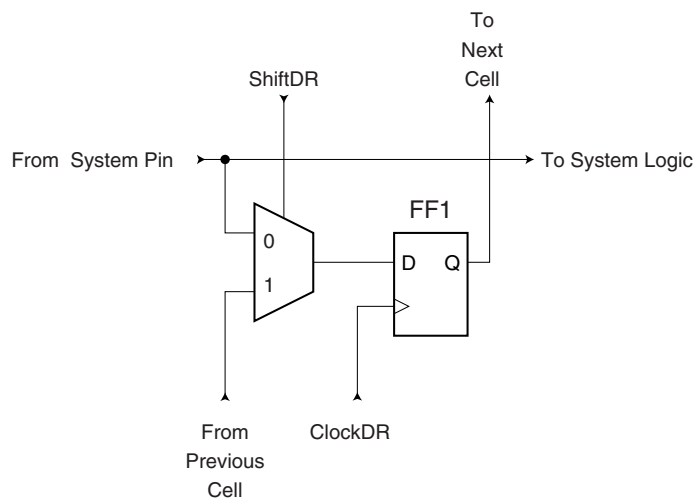 To
Next
Cell
ShiftDR
From System Pin
To System Logic
FF1
0
D Q
1
From
Previous
Cell
ClockDR